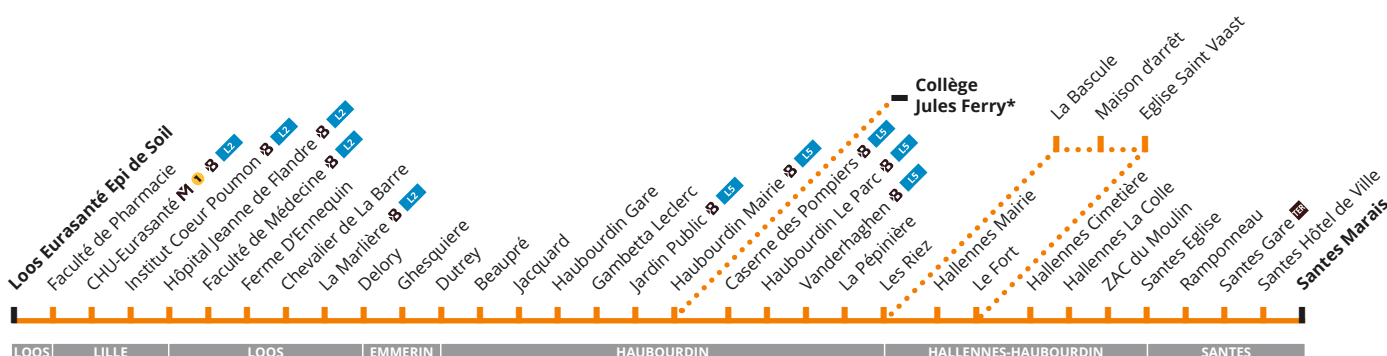 Loos Eurasanté Epi de Soil
Faculté de Pharmacie
CHU-Eurasanté M 1 L2
Institut Coeur Poumon L2
Hôpital Jeanne de Flandre L2
Faculté de Médecine L2
Ferme D'Ennequin
Chevalier de La Barre
La Marlière L2
Delory
Ghesquiere
Dutrey
Beaupré
Jacquard
Haubourdin Gare
Gambetta Leclerc
Jardin Public L5
Haubourdin Mairie L5
Collège
Jules Ferry*
Caserne des Pompiers L5
Haubourdin Le Parc L5
Vanderhaghen L5
La Pépinière
Les Riez
La Bascule
Maison d'arrêt
Eglise Saint Vaast
Hallennes Mairie
Le Fort
Hallennes Cimetière
Hallennes La Colle
ZAC du Moulin
Santes Eglise
Ramponneau
Santes Gare TER
Santes Hôtel de Ville
Santes Marais
LOOS LILLE LOOS EMMERIN HAUBOURDIN HALLENNES-HAUBOURDIN SANTES